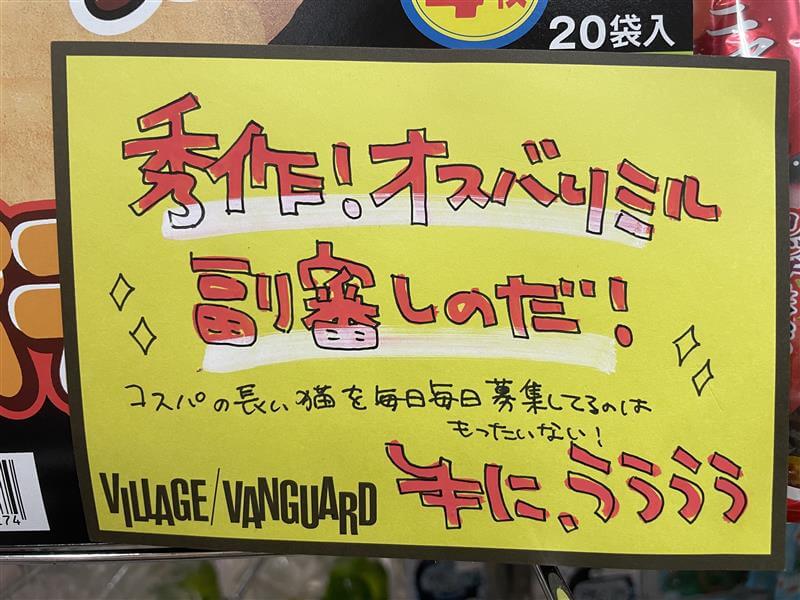 20袋入
秀作!オスバリミル
副審しのだ!
コスパの長い猫を毎日毎日募集してるのは
もったいない!
VILLAGE/VANGUARD
手に、うううう